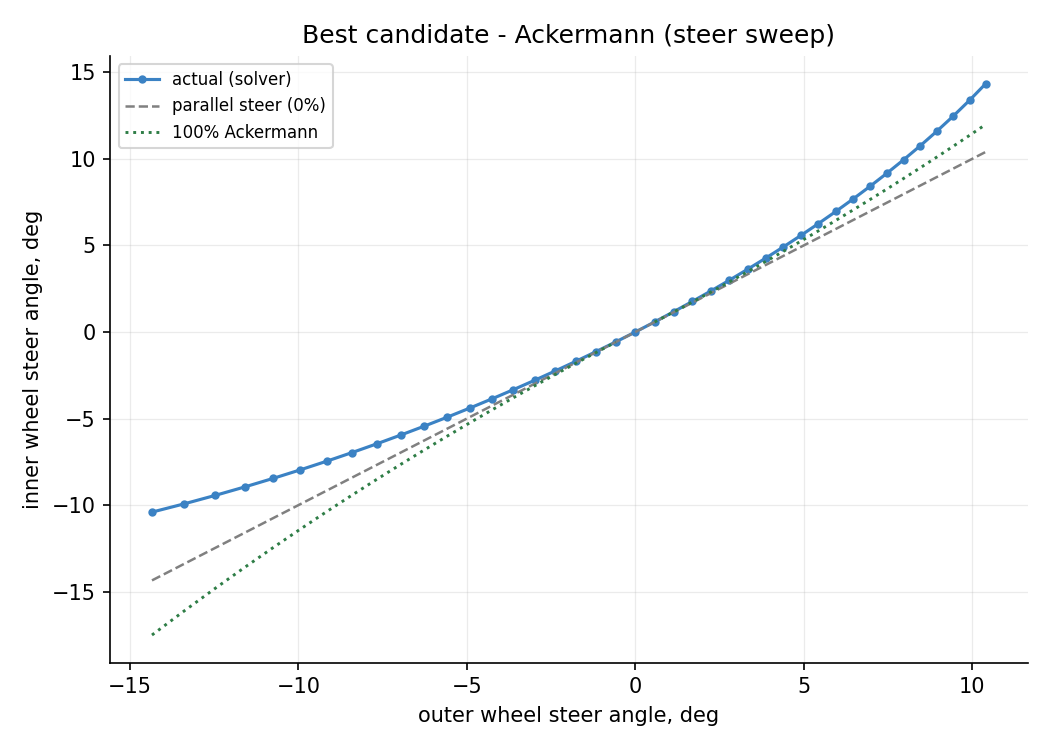 Best candidate - Ackermann (steer sweep)
actual (solver)
parallel steer (0%)
100% Ackermann
inner wheel steer angle, deg
15
10
5
0
−5
−10
−15
−15
−10
−5
0
5
10
outer wheel steer angle, deg